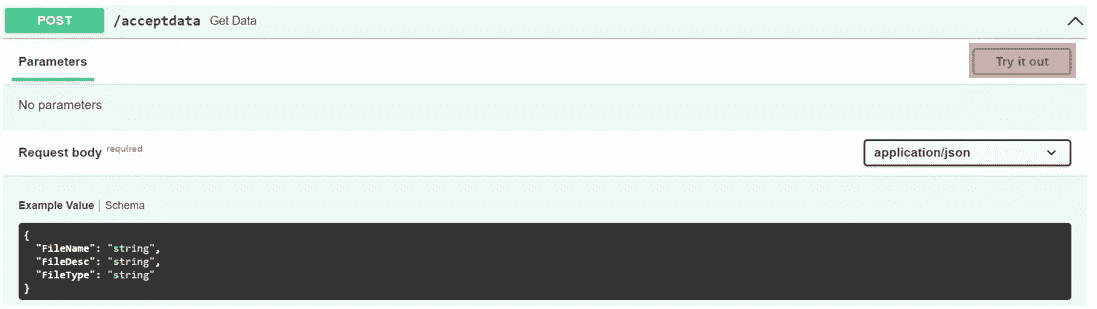 POST /acceptdata Get Data
Parameters
Try it out
No parameters
Request body required
application/json
Example Value | Schema
{
"FileName": "string",
"FileDesc": "string",
"FileType": "string"
}